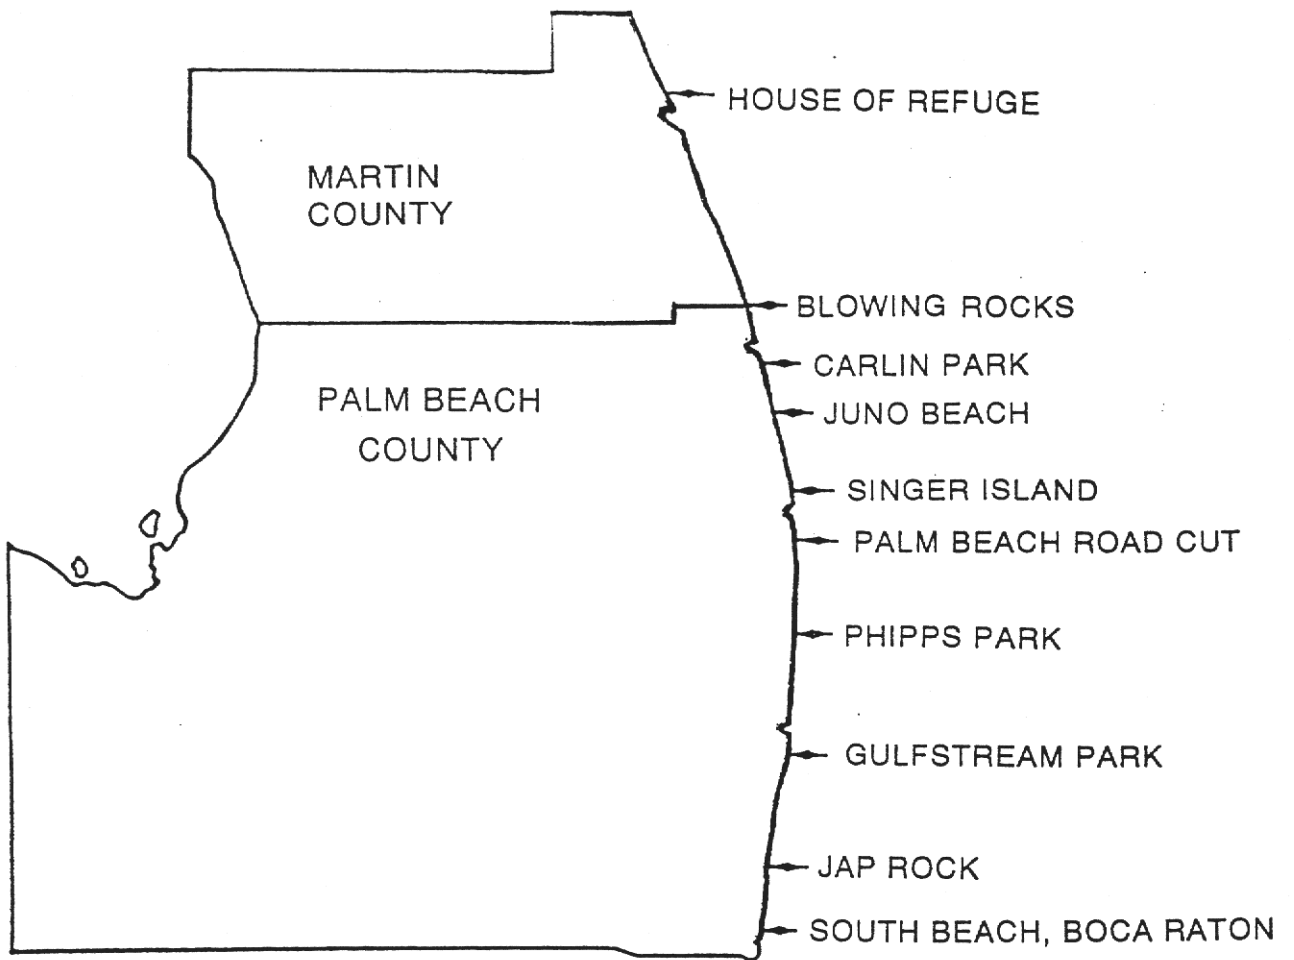 HOUSE OF REFUGE
MARTIN
COUNTY
BLOWING ROCKS
CARLIN PARK
PALM BEACH
COUNTY
JUNO BEACH
SINGER ISLAND
PALM BEACH ROAD CUT
PHIPPS PARK
GULFSTREAM PARK
JAP ROCK
SOUTH BEACH, BOCA RATON